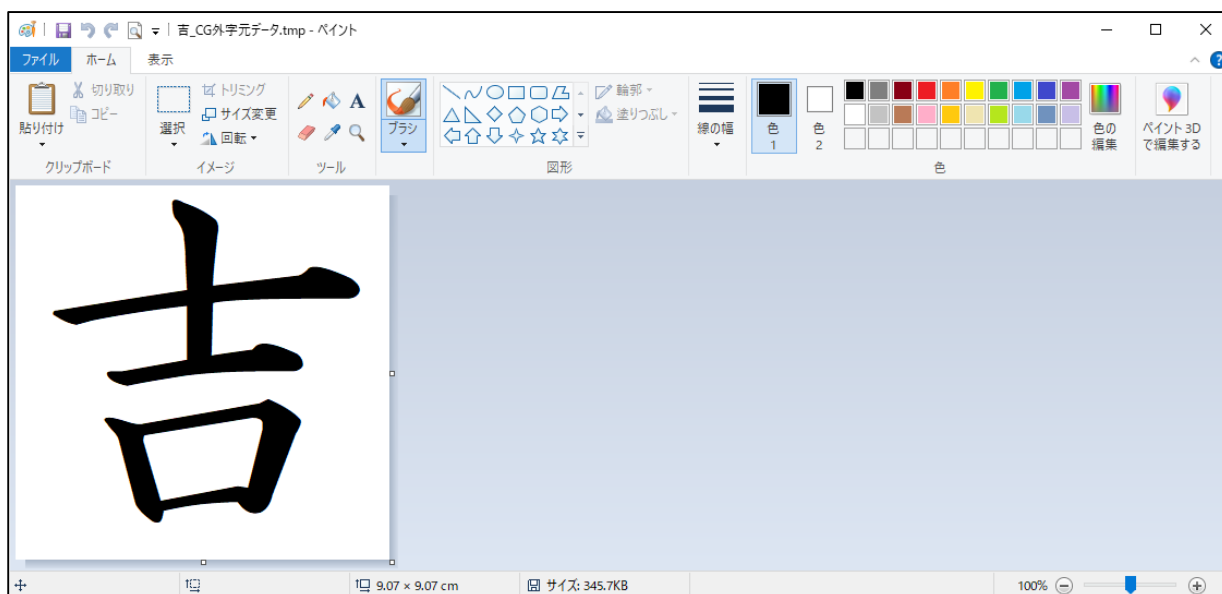 吉_CG外字元データ.tmp - ペイント
ファイル ホーム 表示
貼り付け 切り取り コピー クリップボード
選択 トリミング サイズ変更 回転 イメージ
A ツール
ブラシ
輪郭 塗りつぶし 図形
線の幅
色 1 色 2 色の編集 色
ペイント 3D で編集する
吉
9.07 × 9.07 cm サイズ: 345.7KB 100%